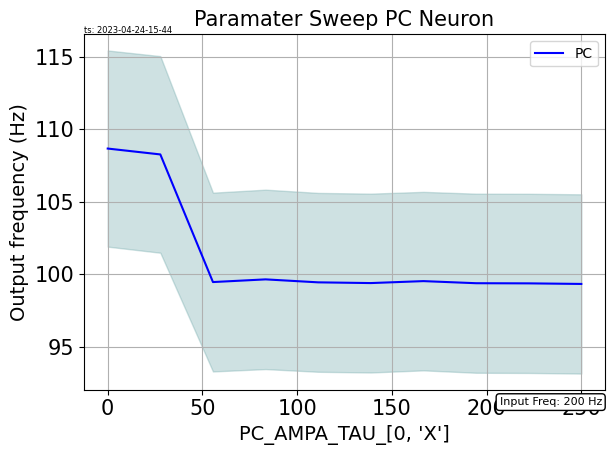 Paramater Sweep PC Neuron
ts: 2023-04-24-15-44
PC
115
110
105
100
95
Output frequency (Hz)
0 50 100 150 200 250
Input Freq: 200 Hz
PC_AMPA_TAU_[0, 'X']